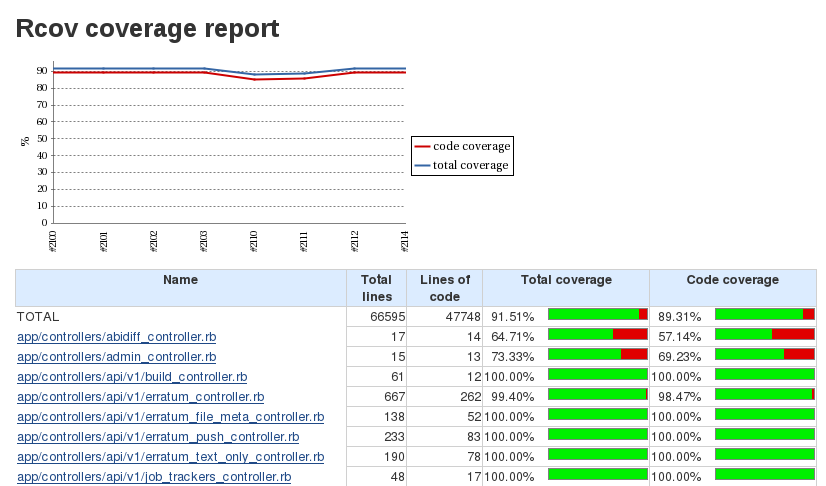 Rcov coverage report
90
80
70
60
50
40
30
20
10
0
%
#2100
#2101
#2102
#2103
#2110
#2111
#2112
#2114
code coverage
total coverage
Name Total lines Lines of code Total coverage Code coverage
TOTAL 66595 47748 91.51% 89.31%
app/controllers/abidiff_controller.rb 17 14 64.71% 57.14%
app/controllers/admin_controller.rb 15 13 73.33% 69.23%
app/controllers/api/v1/build_controller.rb 61 12 100.00% 100.00%
app/controllers/api/v1/erratum_controller.rb 667 262 99.40% 98.47%
app/controllers/api/v1/erratum_file_meta_controller.rb 138 52 100.00% 100.00%
app/controllers/api/v1/erratum_push_controller.rb 233 83 100.00% 100.00%
app/controllers/api/v1/erratum_text_only_controller.rb 190 78 100.00% 100.00%
app/controllers/api/v1/job_trackers_controller.rb 48 17 100.00% 100.00%